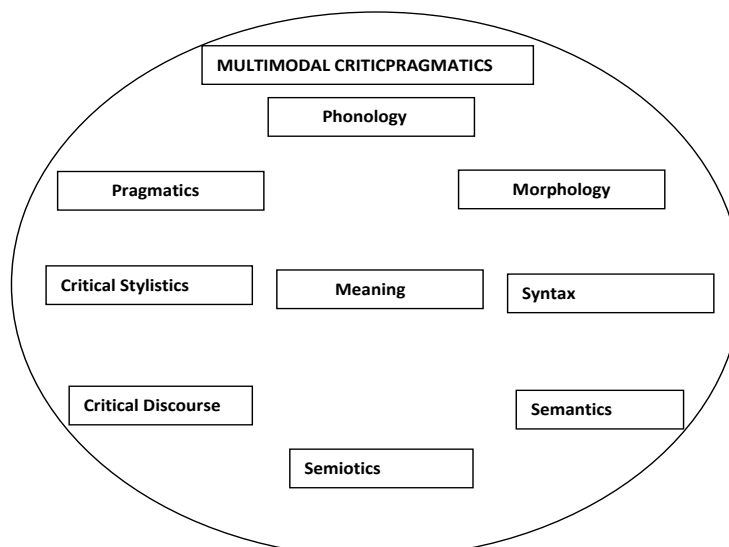 MULTIMODAL CRITICPRAGMATICS
Phonology
Pragmatics
Morphology
Critical Stylistics
Meaning
Syntax
Critical Discourse
Semantics
Semiotics